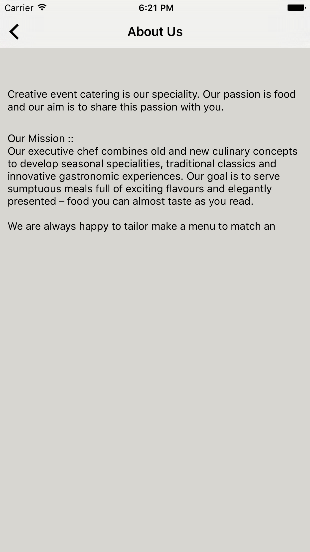 Carrier 6:21 PM
About Us
Creative event catering is our speciality. Our passion is food
and our aim is to share this passion with you.
Our Mission ::
Our executive chef combines old and new culinary concepts
to develop seasonal specialities, traditional classics and
innovative gastronomic experiences. Our goal is to serve
sumptuous meals full of exciting flavours and elegantly
presented – food you can almost taste as you read.
We are always happy to tailor make a menu to match an